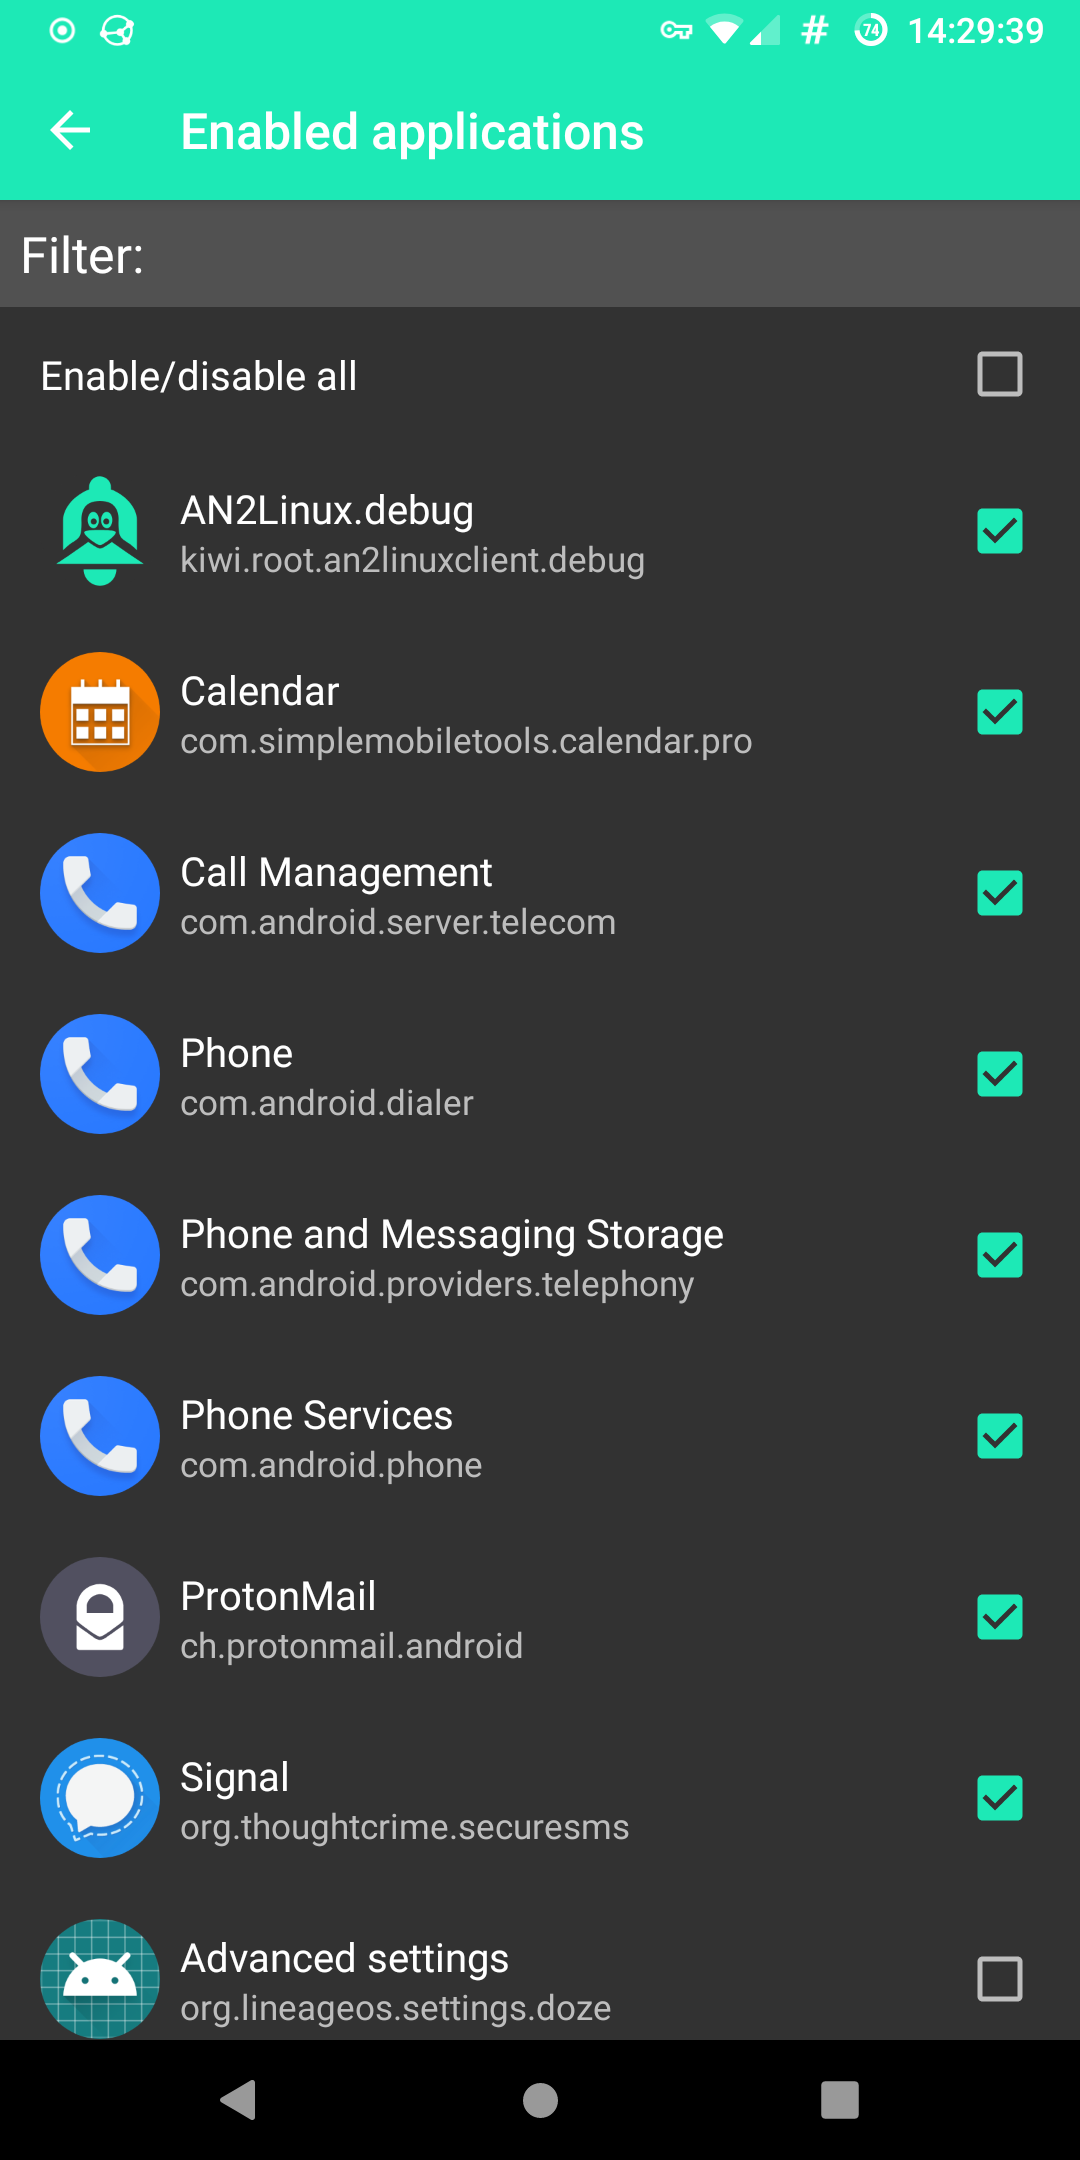 # 74 14:29:39
Enabled applications
Filter:
Enable/disable all
AN2Linux.debug
kiwi.root.an2linuxclient.debug
Calendar
com.simplemobiletools.calendar.pro
Call Management
com.android.server.telecom
Phone
com.android.dialer
Phone and Messaging Storage
com.android.providers.telephony
Phone Services
com.android.phone
ProtonMail
ch.protonmail.android
Signal
org.thoughtcrime.securesms
Advanced settings
org.lineageos.settings.doze